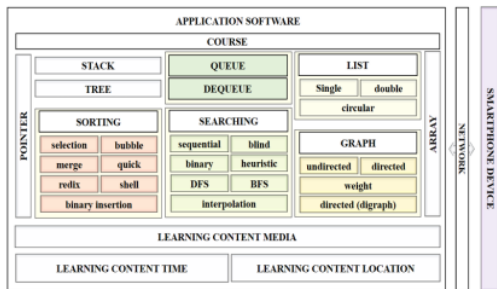 APPLICATION SOFTWARE
COURSE
POINTER
STACK
TREE
QUEUE
DEQUEUE
LIST
Single double
circular
ARRAY
SORTING
selection bubble
merge quick
redix shell
binary insertion
SEARCHING
sequential blind
binary heuristic
DFS BFS
interpolation
GRAPH
undirected directed
weight
directed (digraph)
LEARNING CONTENT MEDIA
LEARNING CONTENT TIME LEARNING CONTENT LOCATION
NETWORK
SMARTPHONE DEVICE